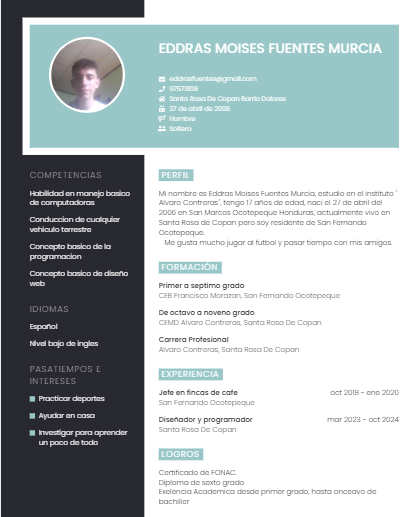 EDDRAS MOISES FUENTES MURCIA
eddrasfuentes@gmail.com
Santa Rosa De Copan Barrio Dolores
27 de abril de 2006
Hombre
Soltero
COMPETENCIAS
Habilidad en manejo basico
de computadoras
Conduccion de cualquier
vehiculo terrestre
Concepto basico de la
programacion
Concepto basico de diseño
web
IDIOMAS
Español
Nivel bajo de ingles
PASATIEMPOS E
INTERESES
Practicar deportes
Ayudar en casa
Investigar para aprender
un poco de todo
PERFIL
Mi nombre es Eddras Moises Fuentes Murcia, estudio en el instituto "
Alvaro Contreras", tengo 17 años de edad, naci el 27 de abril del
2006 en San Marcos Ocotepeque Honduras, actualmente vivo en
Santa Rosa De Copan pero soy residente de San Fernando
Ocotepeque.
Me gusta mucho jugar al futbol y pasar tiempo con mis amigos.
FORMACIÓN
Primer a septimo grado
CEB Francisco Morazan, San Fernando Ocotepeque
De octavo a noveno grado
CEMD Alvaro Contreras, Santa Rosa De Copan
Carrera Profesional
Alvaro Contreras, Santa Rosa De Copan
EXPERIENCIA
Jefe en fincas de cafe oct 2018 - ene 2020
San Fernando Ocotepeque
Diseñador y programador mar 2023 - oct 2024
Santa Rosa De Copan
LOGROS
Certificado de FONAC.
Diploma de sexto grado
Exelencia Academica desde primer grado, hasta onceavo de
bachiller